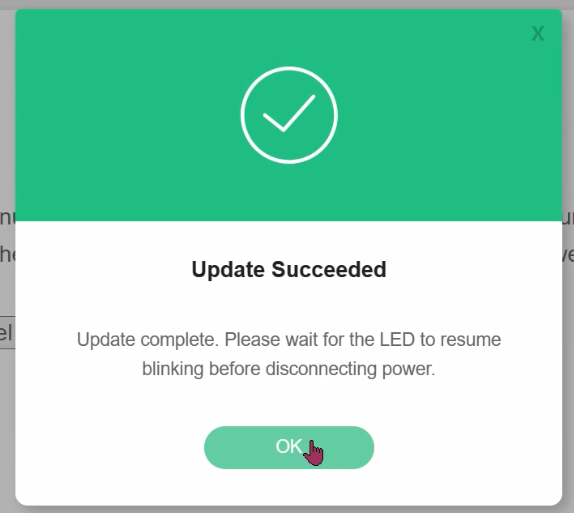 X
Update Succeeded
Update complete. Please wait for the LED to resume
blinking before disconnecting power.
OK